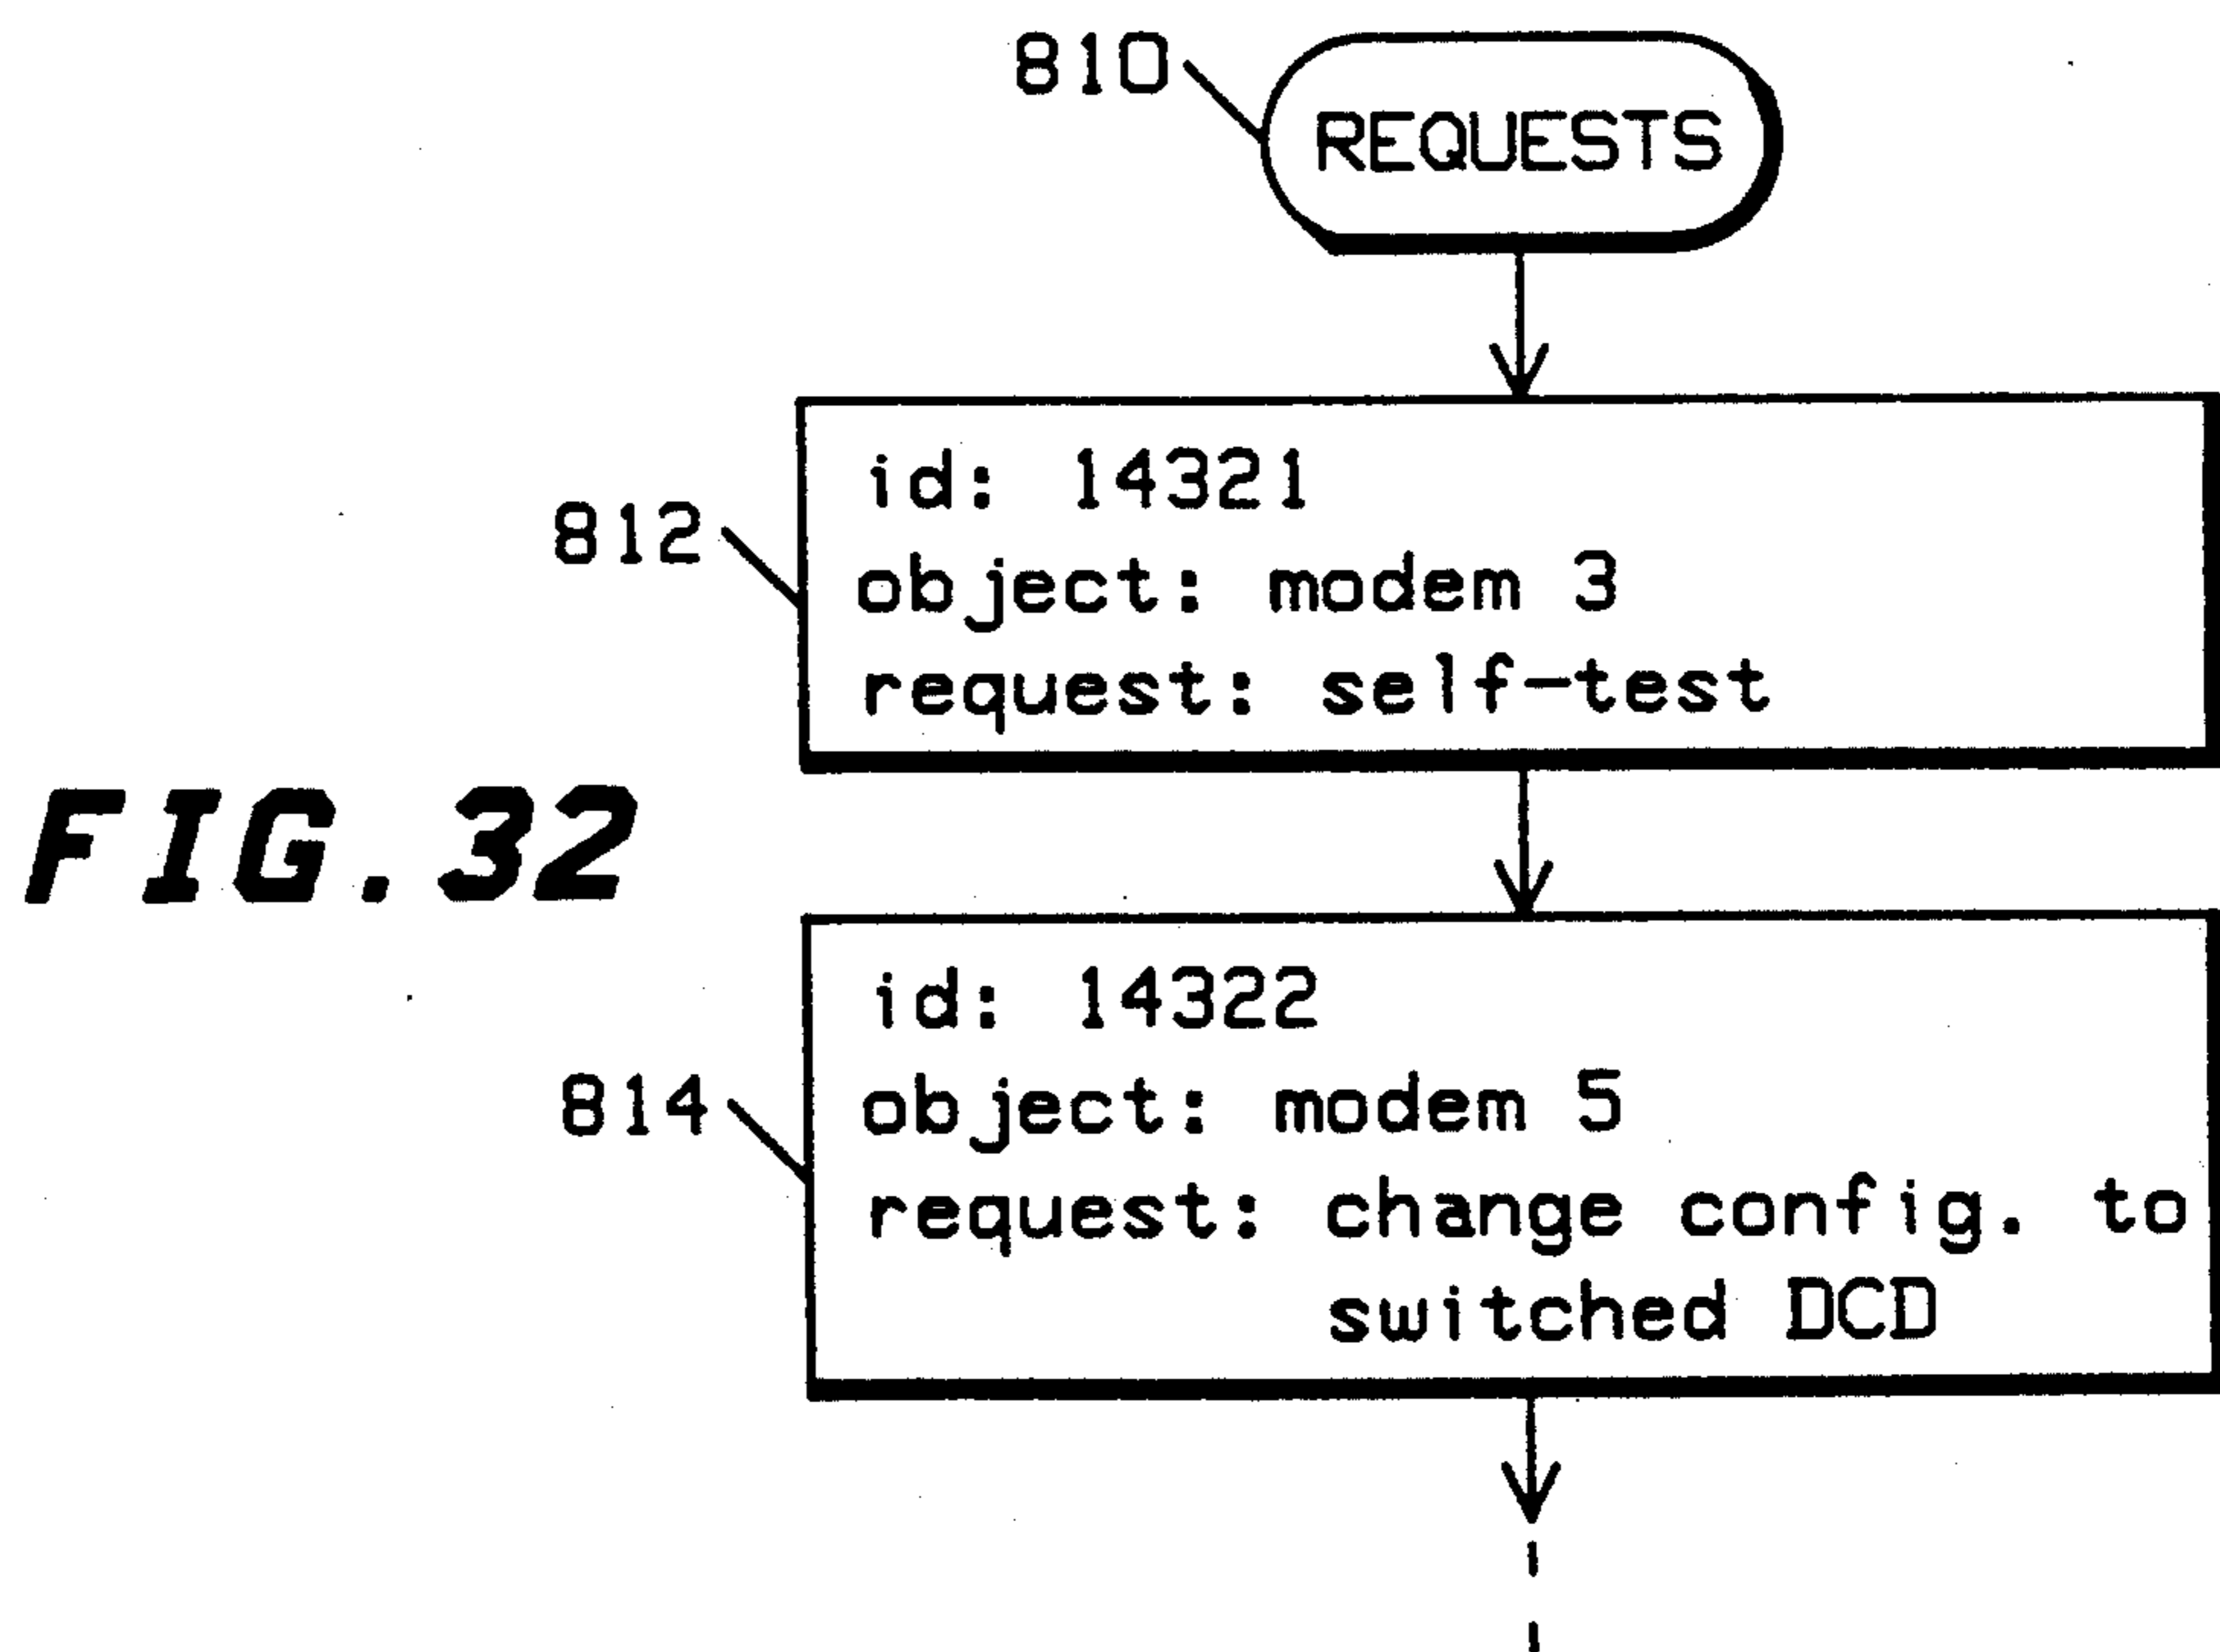 810
REQUESTS
id: 14321
812
object: modem 3
request: self-test
FIG.32
id: 14322
814
object: modem 5
request: change config. to
switched DCD